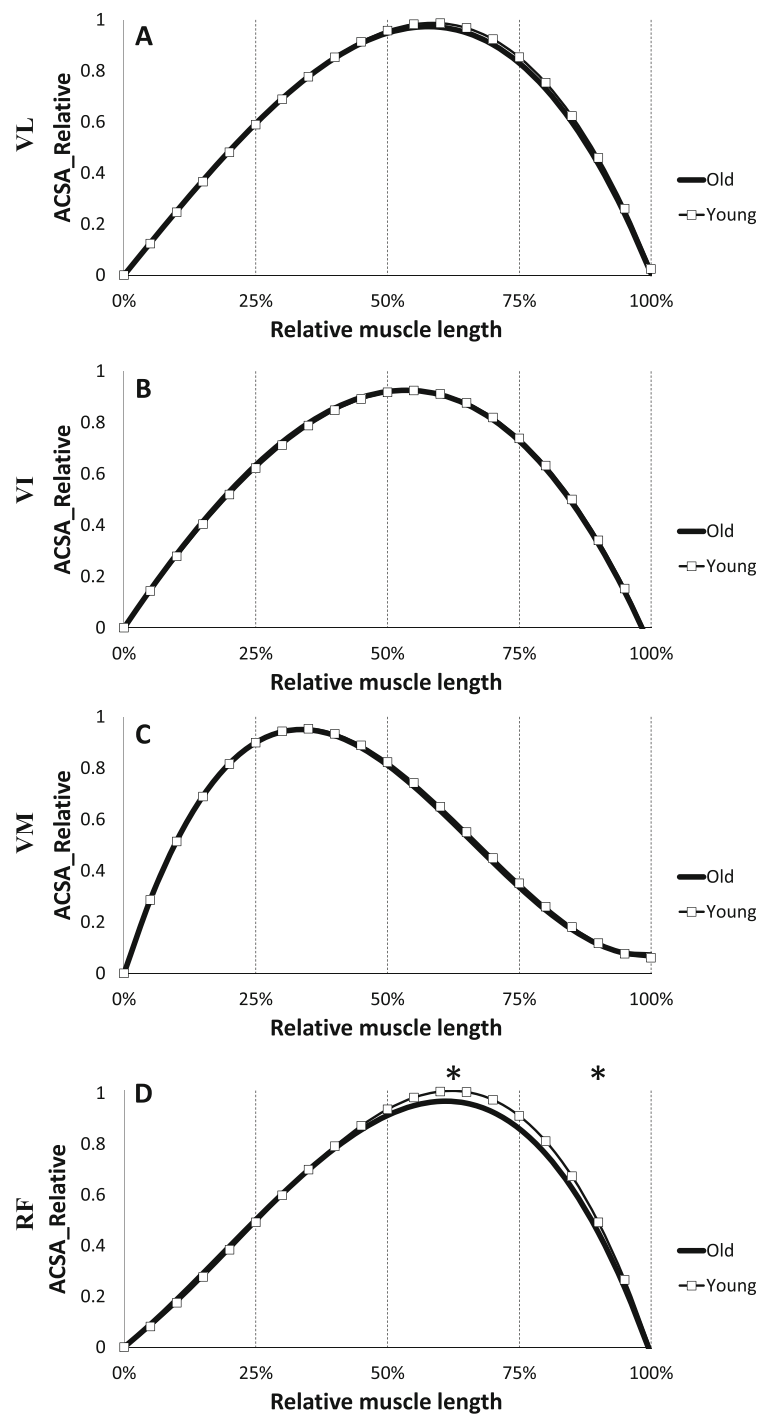 A
VL
ACSA_Relative
1
0.8
0.6
0.4
0.2
0
0% 25% 50% 75% 100%
Relative muscle length
Old
Young
B
VI
ACSA_Relative
1
0.8
0.6
0.4
0.2
0
0% 25% 50% 75% 100%
Relative muscle length
Old
Young
C
VM
ACSA_Relative
1
0.8
0.6
0.4
0.2
0
0% 25% 50% 75% 100%
Relative muscle length
Old
Young
* *
D
RF
ACSA_Relative
1
0.8
0.6
0.4
0.2
0
0% 25% 50% 75% 100%
Relative muscle length
Old
Young